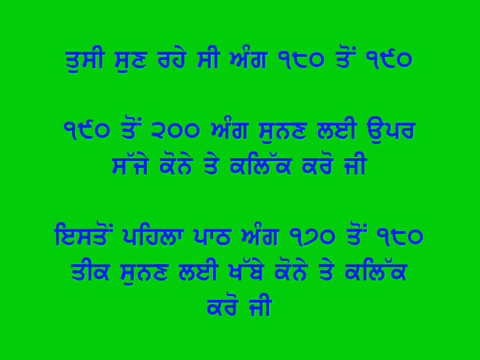 ਤੁਸੀ ਸੁਣ ਰਹੇ ਸੀ ਅੰਗ ੧੮੦ ਤੋਂ ੧੯੦
੧੯੦ ਤੋਂ ੨੦੦ ਅੰਗ ਸੁਨਣ ਲਈ ਉਪਰ
ਸੱਜੇ ਕੋਨੇ ਤੇ ਕਲਿੱਕ ਕਰੋ ਜੀ
ਇਸਤੋਂ ਪਹਿਲਾ ਪਾਠ ਅੰਗ ੧੭੦ ਤੋਂ ੧੮੦
ਤੀਕ ਸੁਨਣ ਲਈ ਖੱਬੇ ਕੋਨੇ ਤੇ ਕਲਿੱਕ
ਕਰੋ ਜੀ